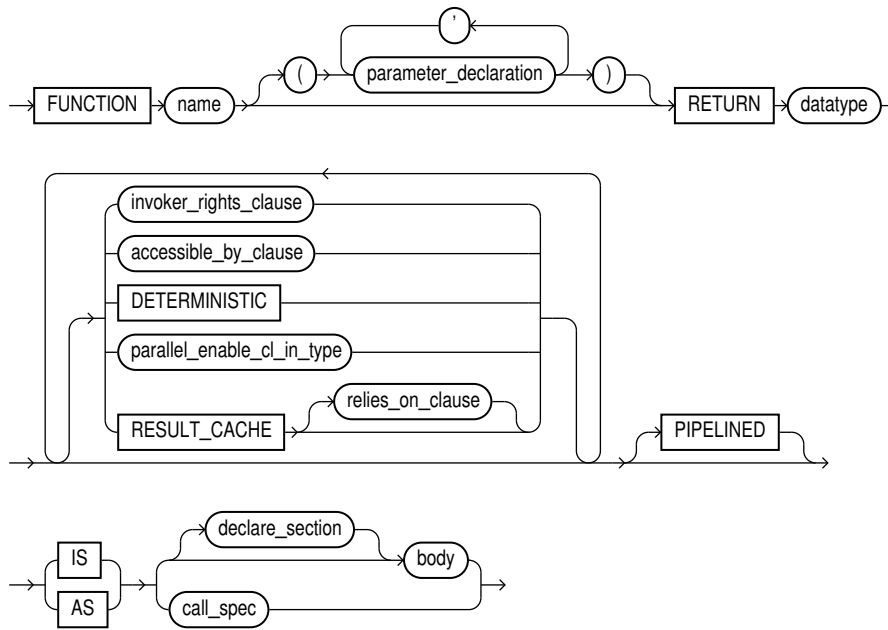 ,
( parameter_declaration )
FUNCTION name RETURN datatype
invoker_rights_clause
accessible_by_clause
DETERMINISTIC
parallel_enable_cl_in_type
relies_on_clause
RESULT_CACHE
PIPELINED
declare_section
IS body
AS call_spec